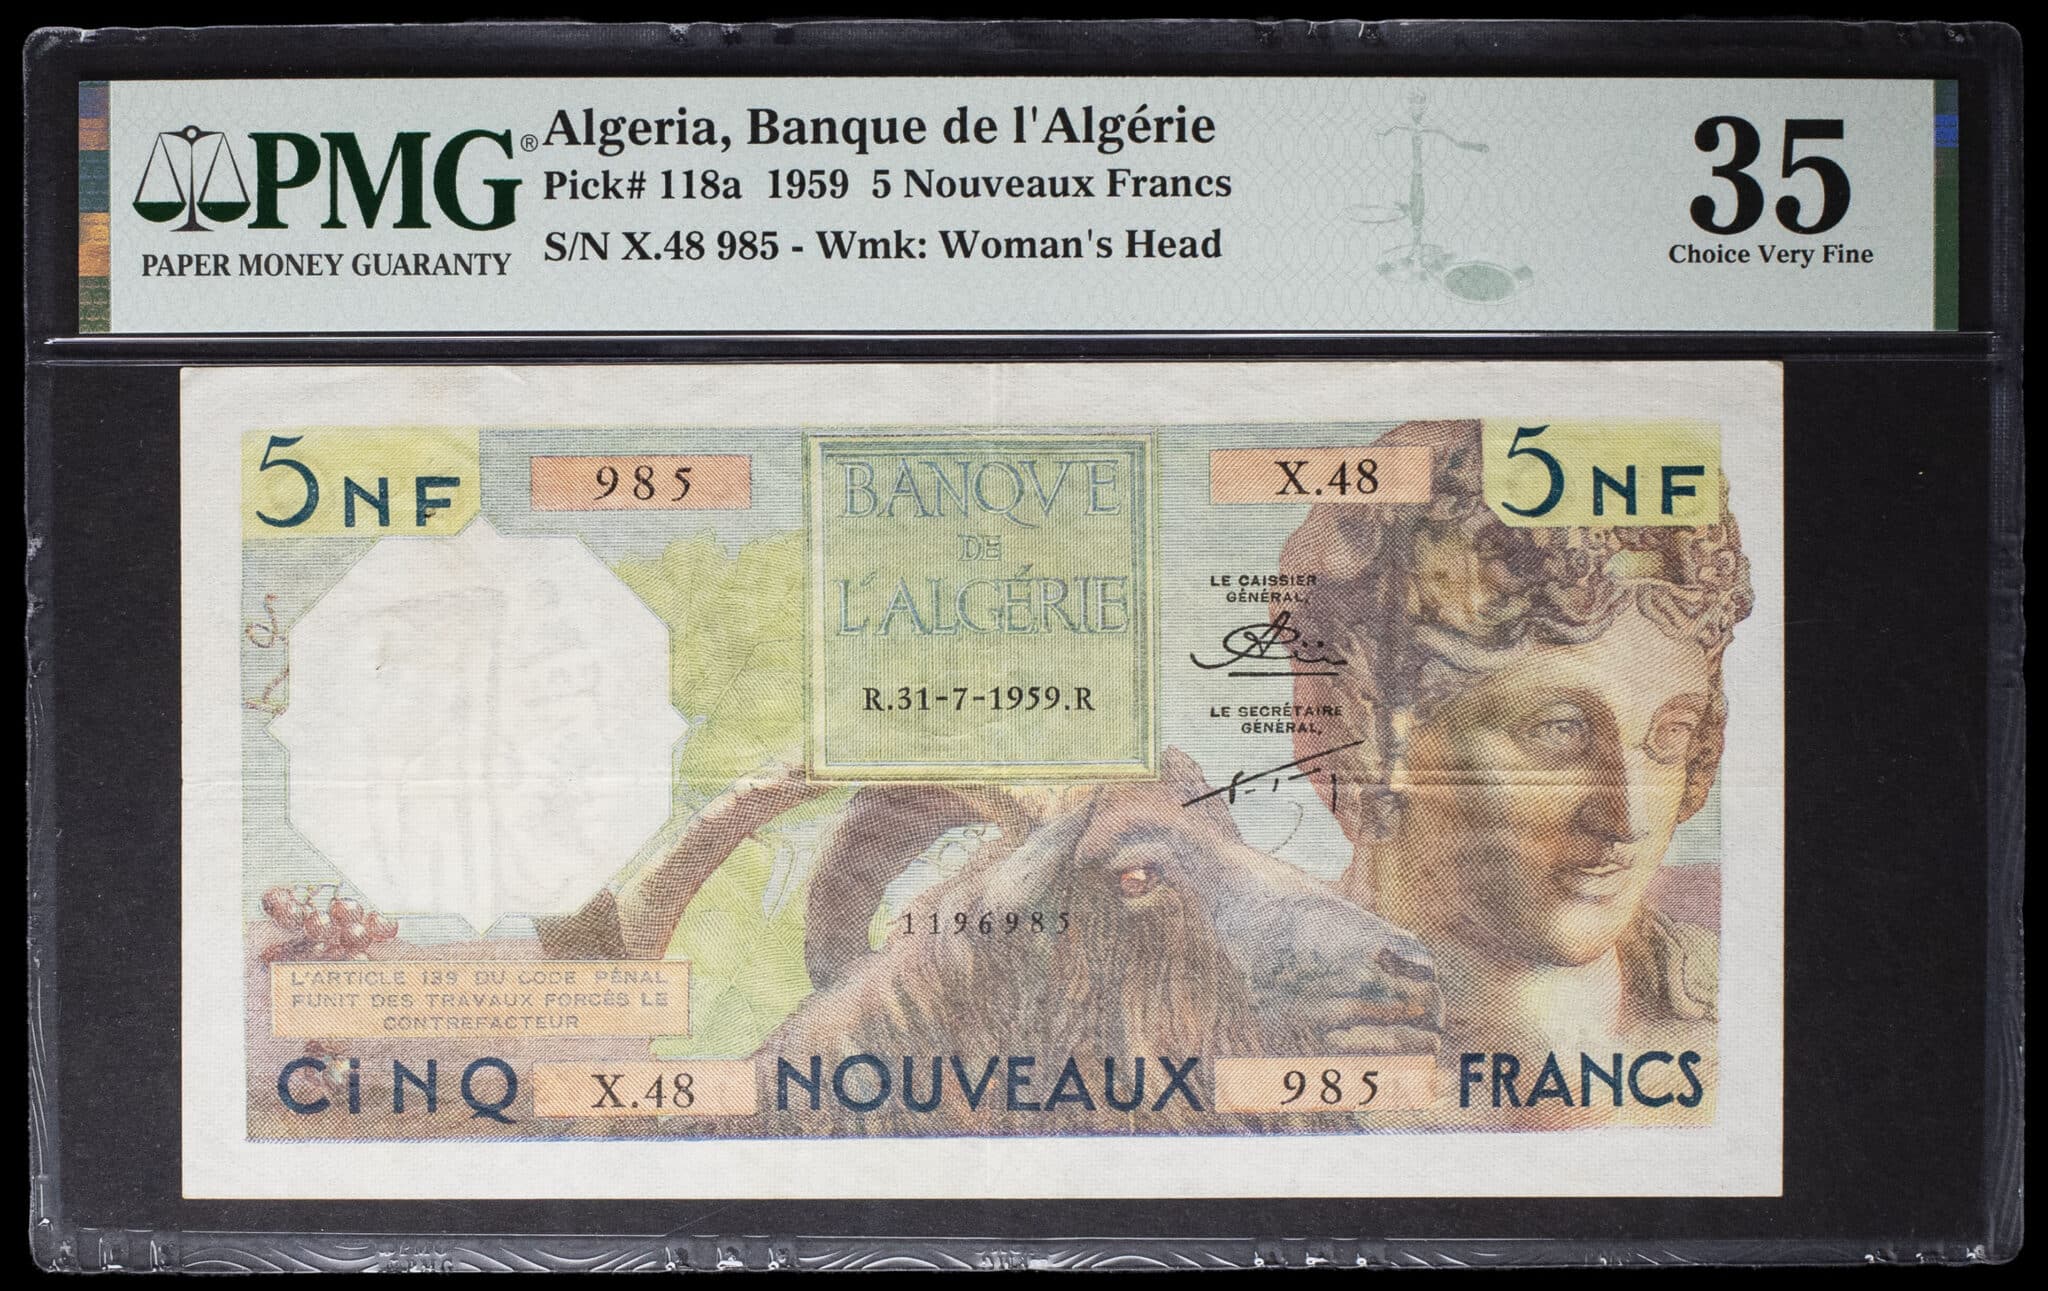 PMG®
PAPER MONEY GUARANTY
Algeria, Banque de l'Algérie
Pick# 118a 1959 5 Nouveaux Francs
S/N X.48 985 - Wmk: Woman's Head
35
Choice Very Fine
5 NF
985
BANQVE
DE
L'ALGÉRIE
R.31-7-1959.R
X.48
5 NF
LE CAISSIER
GÉNÉRAL,
LE SECRÉTAIRE
GÉNÉRAL,
1196985
L'ARTICLE 139 DU CODE PÉNAL
PUNIT DES TRAVAUX FORCÉS LE
CONTREFACTEUR
CiNQ
X.48
NOUVEAUX
985
FRANCS